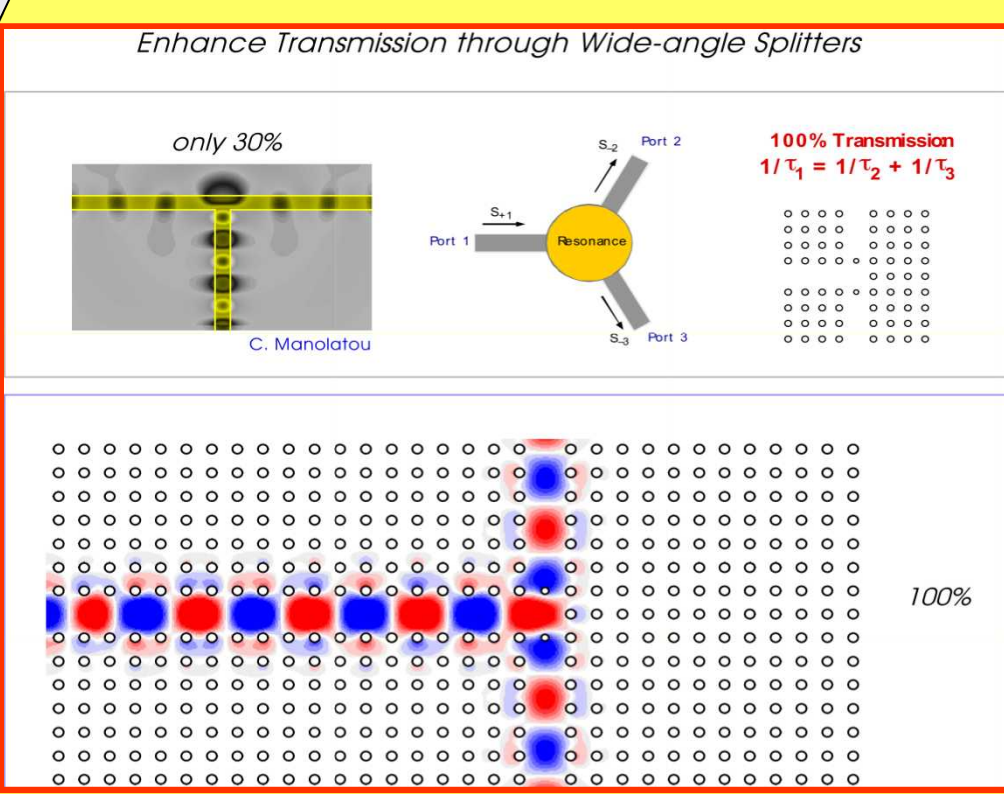 Enhance Transmission through Wide-angle Splitters
only 30%
C. Manolatou
S₋₂
Port 2
S₊₁
Port 1
Resonance
S₋₃
Port 3
100% Transmission
1/τ₁ = 1/τ₂ + 1/τ₃
100%